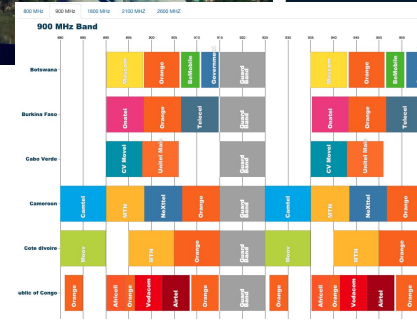 800 MHZ 900 MHZ 1800 MHZ 2100 MHZ 2600 MHZ
900 MHz Band
Botswana
Orange
BeMobile
Government
Guard Band
Orange
BeMobile
Burkina Faso
Onatel
Orange
Telecel
Guard Band
Onatel
Orange
Telecel
Cabo Verde
CV Movel
Unitel Mais
Guard Band
CV Movel
Unitel Mais
Cameroon
Camtel
MTN
NeXttel
Orange
Guard Band
Camtel
MTN
NeXttel
Orange
Cote divoire
Moov
MTN
Orange
Guard Band
Moov
MTN
Orange
ublic of Congo
Orange
Africell
Orange
Vodacom
Airtel
Orange
Guard Band
Orange
Africell
Orange
Vodacom
Airtel
Orange